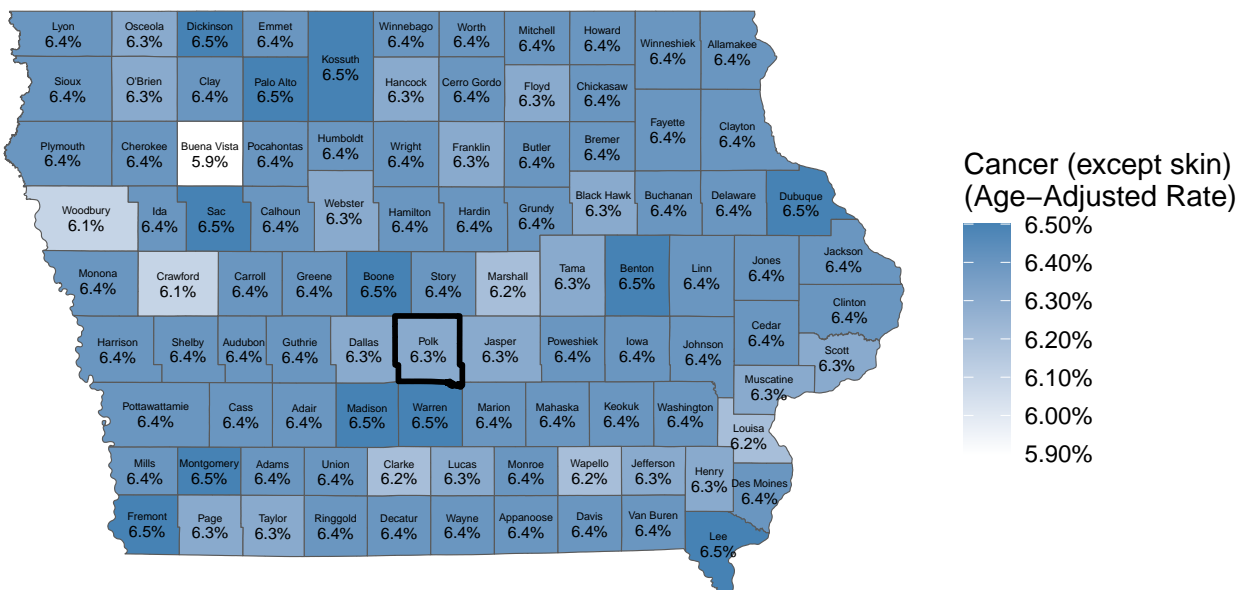 Lyon
6.4%
Osceola
6.3%
Dickinson
6.5%
Emmet
6.4%
Kossuth
6.5%
Winnebago
6.4%
Worth
6.4%
Mitchell
6.4%
Howard
6.4%
Winneshiek
6.4%
Allamakee
6.4%
Sioux
6.4%
O'Brien
6.3%
Clay
6.4%
Palo Alto
6.5%
Hancock
6.3%
Cerro Gordo
6.4%
Floyd
6.3%
Chickasaw
6.4%
Fayette
6.4%
Clayton
6.4%
Plymouth
6.4%
Cherokee
6.4%
Buena Vista
5.9%
Pocahontas
6.4%
Humboldt
6.4%
Wright
6.4%
Franklin
6.3%
Butler
6.4%
Bremer
6.4%
Woodbury
6.1%
Ida
6.4%
Sac
6.5%
Calhoun
6.4%
Webster
6.3%
Hamilton
6.4%
Hardin
6.4%
Grundy
6.4%
Black Hawk
6.3%
Buchanan
6.4%
Delaware
6.4%
Dubuque
6.5%
Monona
6.4%
Crawford
6.1%
Carroll
6.4%
Greene
6.4%
Boone
6.5%
Story
6.4%
Marshall
6.2%
Tama
6.3%
Benton
6.5%
Linn
6.4%
Jones
6.4%
Jackson
6.4%
Clinton
6.4%
Harrison
6.4%
Shelby
6.4%
Audubon
6.4%
Guthrie
6.4%
Dallas
6.3%
Polk
6.3%
Jasper
6.3%
Poweshiek
6.4%
Iowa
6.4%
Johnson
6.4%
Cedar
6.4%
Scott
6.3%
Muscatine
6.3%
Pottawattamie
6.4%
Cass
6.4%
Adair
6.4%
Madison
6.5%
Warren
6.5%
Marion
6.4%
Mahaska
6.4%
Keokuk
6.4%
Washington
6.4%
Louisa
6.2%
Mills
6.4%
Montgomery
6.5%
Adams
6.4%
Union
6.4%
Clarke
6.2%
Lucas
6.3%
Monroe
6.4%
Wapello
6.2%
Jefferson
6.3%
Henry
6.3%
Des Moines
6.4%
Fremont
6.5%
Page
6.3%
Taylor
6.3%
Ringgold
6.4%
Decatur
6.4%
Wayne
6.4%
Appanoose
6.4%
Davis
6.4%
Van Buren
6.4%
Lee
6.5%
Cancer (except skin)
(Age−Adjusted Rate)
6.50%
6.40%
6.30%
6.20%
6.10%
6.00%
5.90%